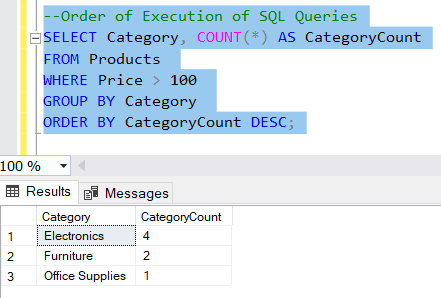 --Order of Execution of SQL Queries
SELECT Category, COUNT(*) AS CategoryCount
FROM Products
WHERE Price > 100
GROUP BY Category
ORDER BY CategoryCount DESC;
100 %
Results Messages
Category CategoryCount
1 Electronics 4
2 Furniture 2
3 Office Supplies 1